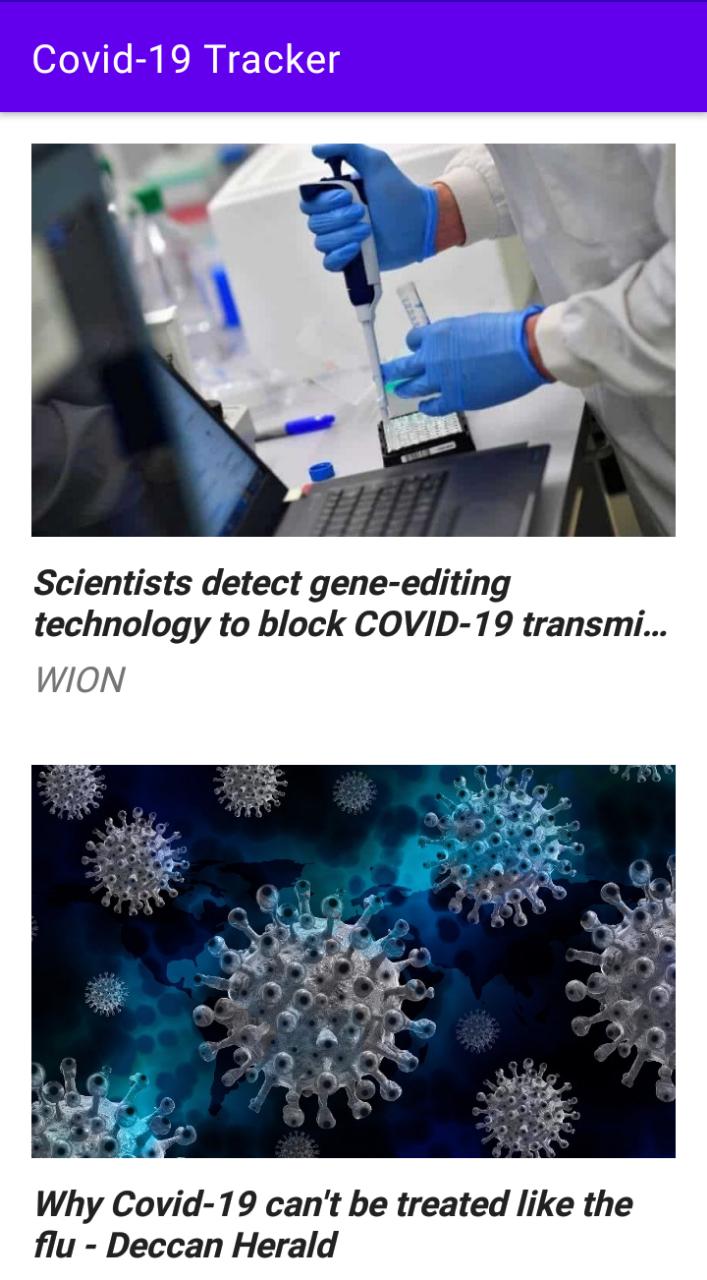 Covid-19 Tracker
Scientists detect gene-editing
technology to block COVID-19 transmi...
WION
Why Covid-19 can't be treated like the
flu - Deccan Herald